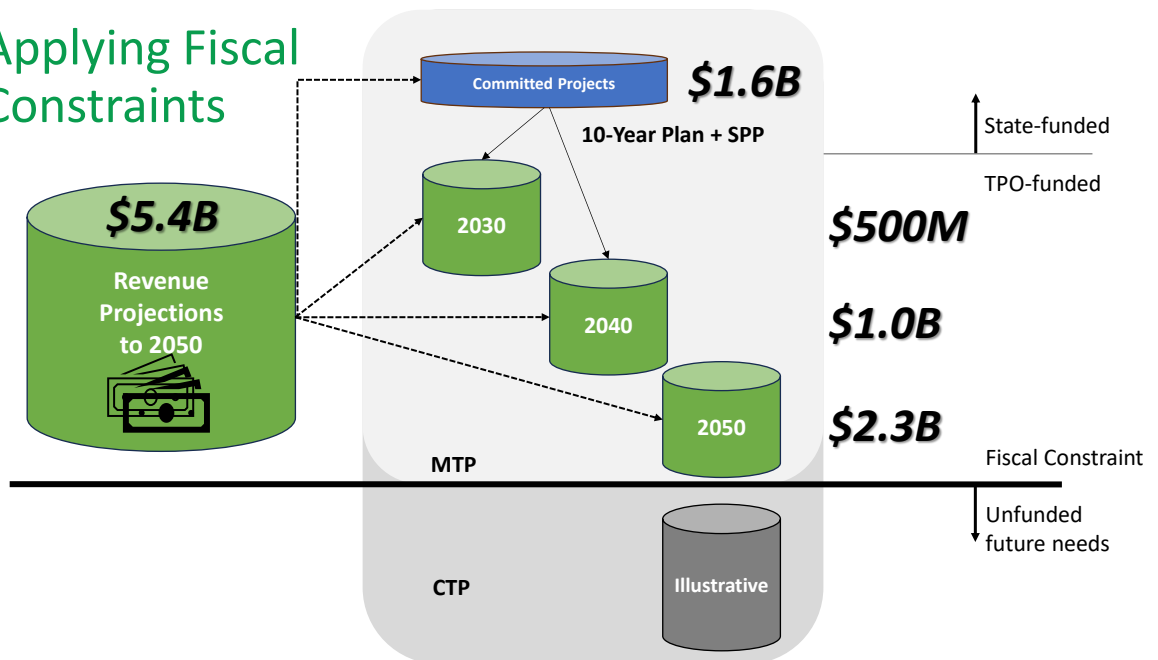 Applying Fiscal
Constraints
Committed Projects
$1.6B
10-Year Plan + SPP
State-funded
TPO-funded
$5.4B
Revenue
Projections
to 2050
2030
$500M
2040
$1.0B
2050
$2.3B
MTP
Fiscal Constraint
Unfunded
future needs
CTP
Illustrative